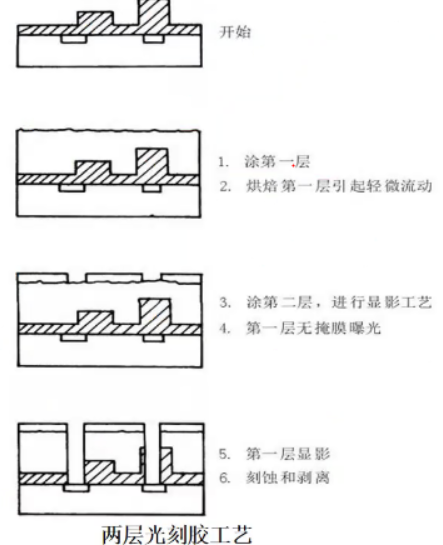 开始
1. 涂第一层
2. 烘焙第一层引起轻微流动
3. 涂第二层，进行显影工艺
4. 第一层无掩膜曝光
5. 第一层显影
6. 刻蚀和剥离
两层光刻胶工艺